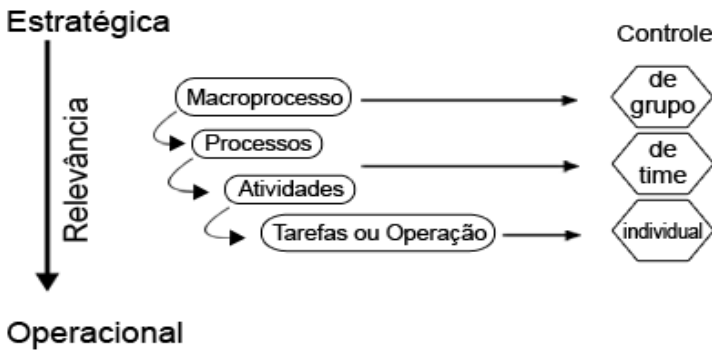 Estratégica
Controle
Relevância
Macroprocesso
de
grupo
Processos
de
time
Atividades
Tarefas ou Operação
individual
Operacional